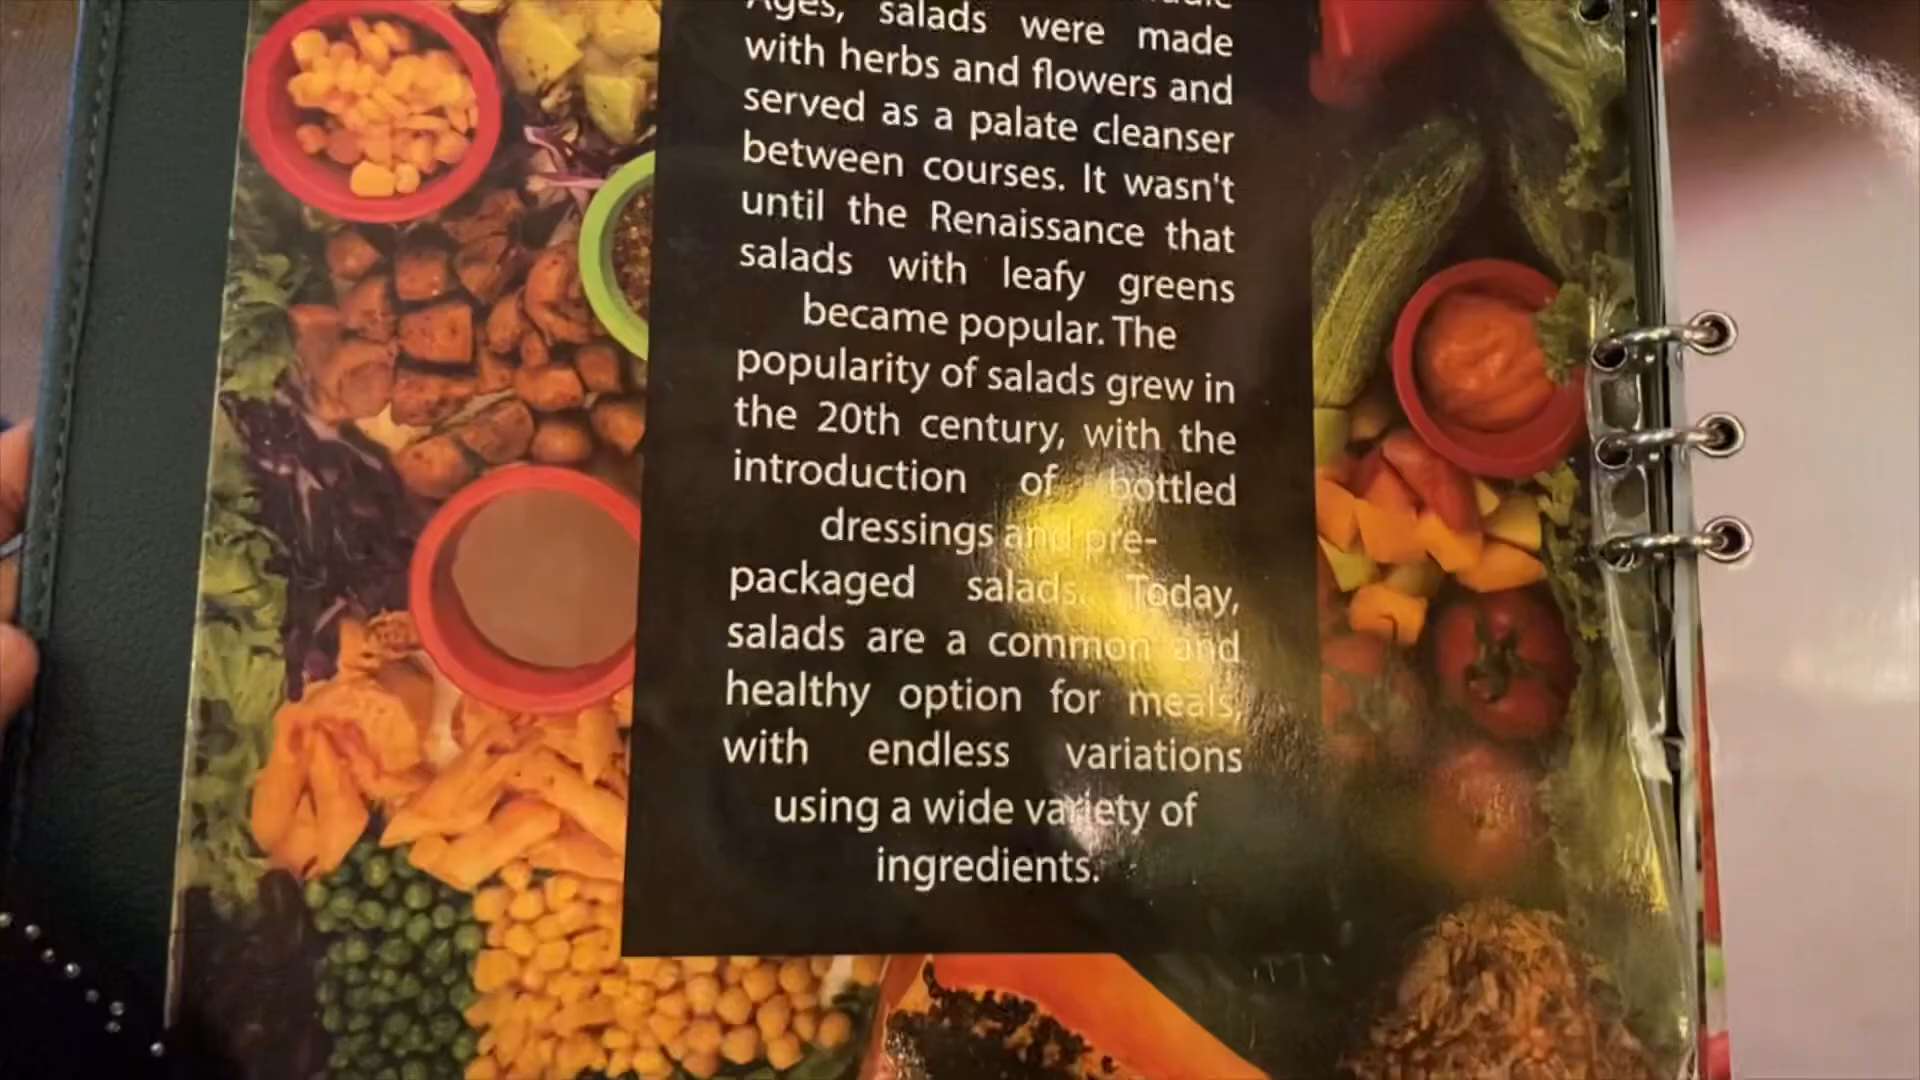 Ages, salads were made
with herbs and flowers and
served as a palate cleanser
between courses. It wasn't
until the Renaissance that
salads with leafy greens
became popular. The
popularity of salads grew in
the 20th century, with the
introduction of bottled
dressings and pre-
packaged salads. Today,
salads are a common and
healthy option for meals,
with endless variations
using a wide variety of
ingredients.